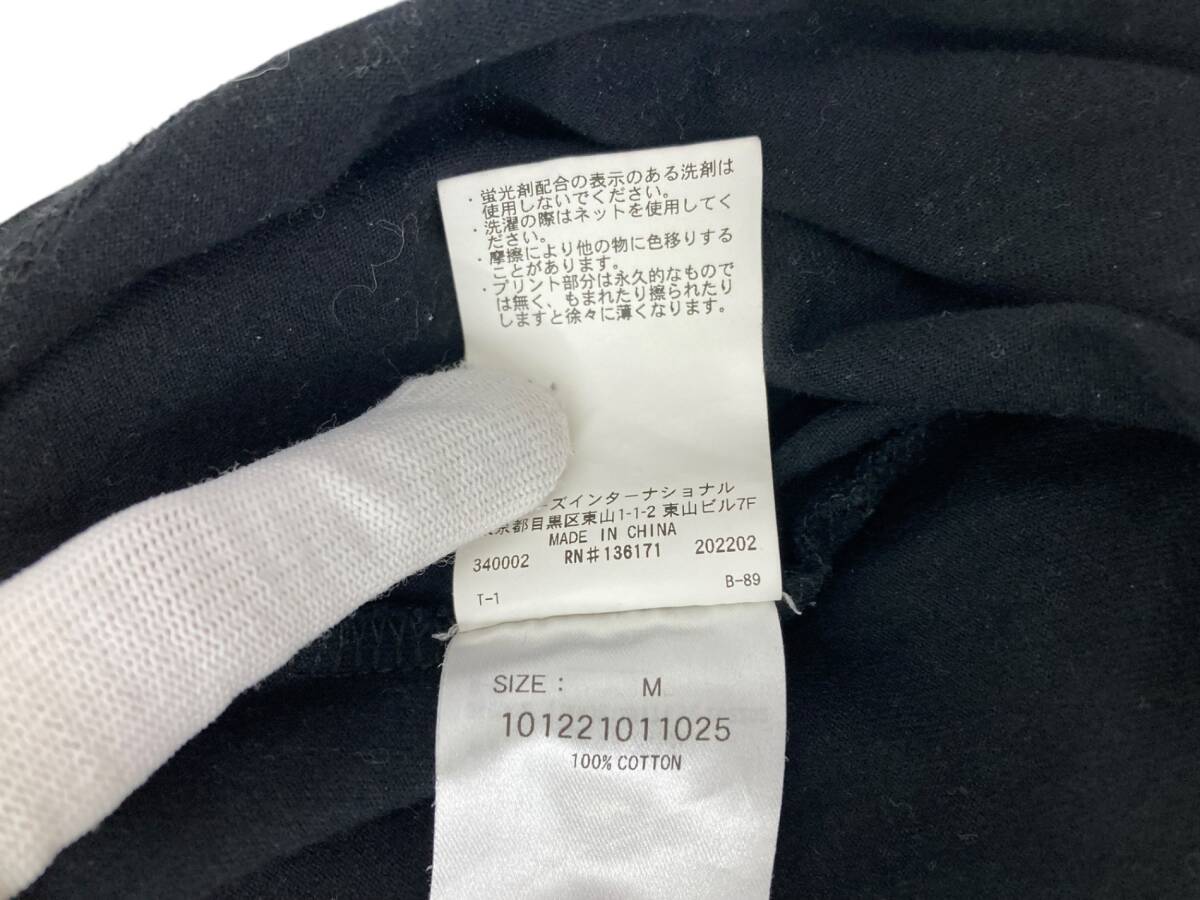 ・蛍光剤配合の表示のある洗剤は
使用しないでください。
・洗濯の際はネットを使用してく
ださい。
・摩擦により他の物に色移りする
ことがあります。
・プリント部分は永久的なもので
は無く、もまれたり擦られたり
しますと徐々に薄くなります。
ーズインターナショナル
京都目黒区東山1-1-2 東山ビル7F
MADE IN CHINA
340002 RN#136171 202202
T-1 B-89
SIZE : M
101221011025
100% COTTON